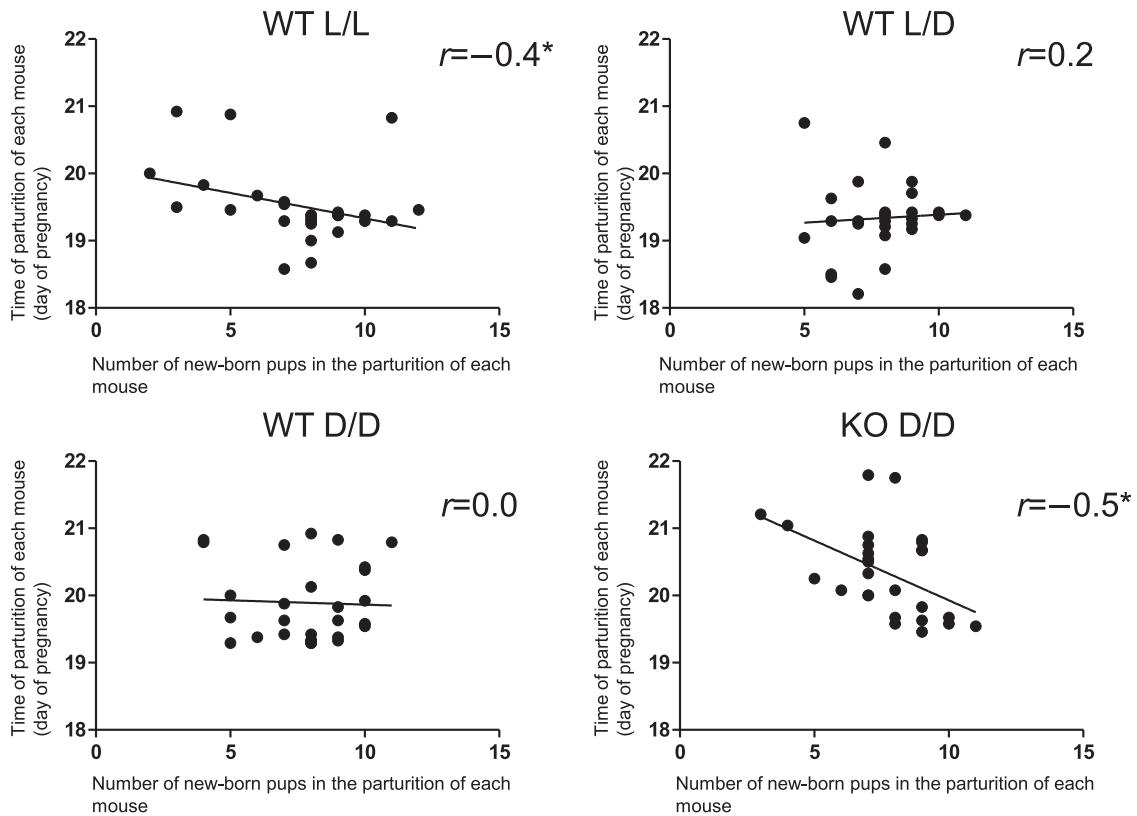 WT L/L
r=−0.4*
22
21
20
19
18
0
5
10
15
Time of parturition of each mouse
(day of pregnancy)
Number of new-born pups in the parturition of each
mouse
WT L/D
r=0.2
22
21
20
19
18
0
5
10
15
Time of parturition of each mouse
(day of pregnancy)
Number of new-born pups in the parturition of each
mouse
WT D/D
r=0.0
22
21
20
19
18
0
5
10
15
Time of parturition of each mouse
(day of pregnancy)
Number of new-born pups in the parturition of each
mouse
KO D/D
r=−0.5*
22
21
20
19
18
0
5
10
15
Time of parturition of each mouse
(day of pregnancy)
Number of new-born pups in the parturition of each
mouse